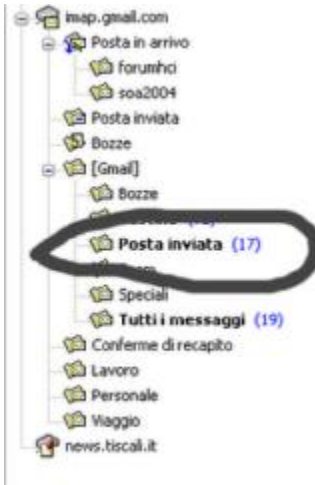 imap.gmail.com
Posta in arrivo
forumhci
soa2004
Posta inviata
Bozze
[Gmail]
Bozze
Posta inviata (17)
Speciali
Tutti i messaggi (19)
Conferme di recapito
Lavoro
Personale
Viaggio
news.tiscali.it